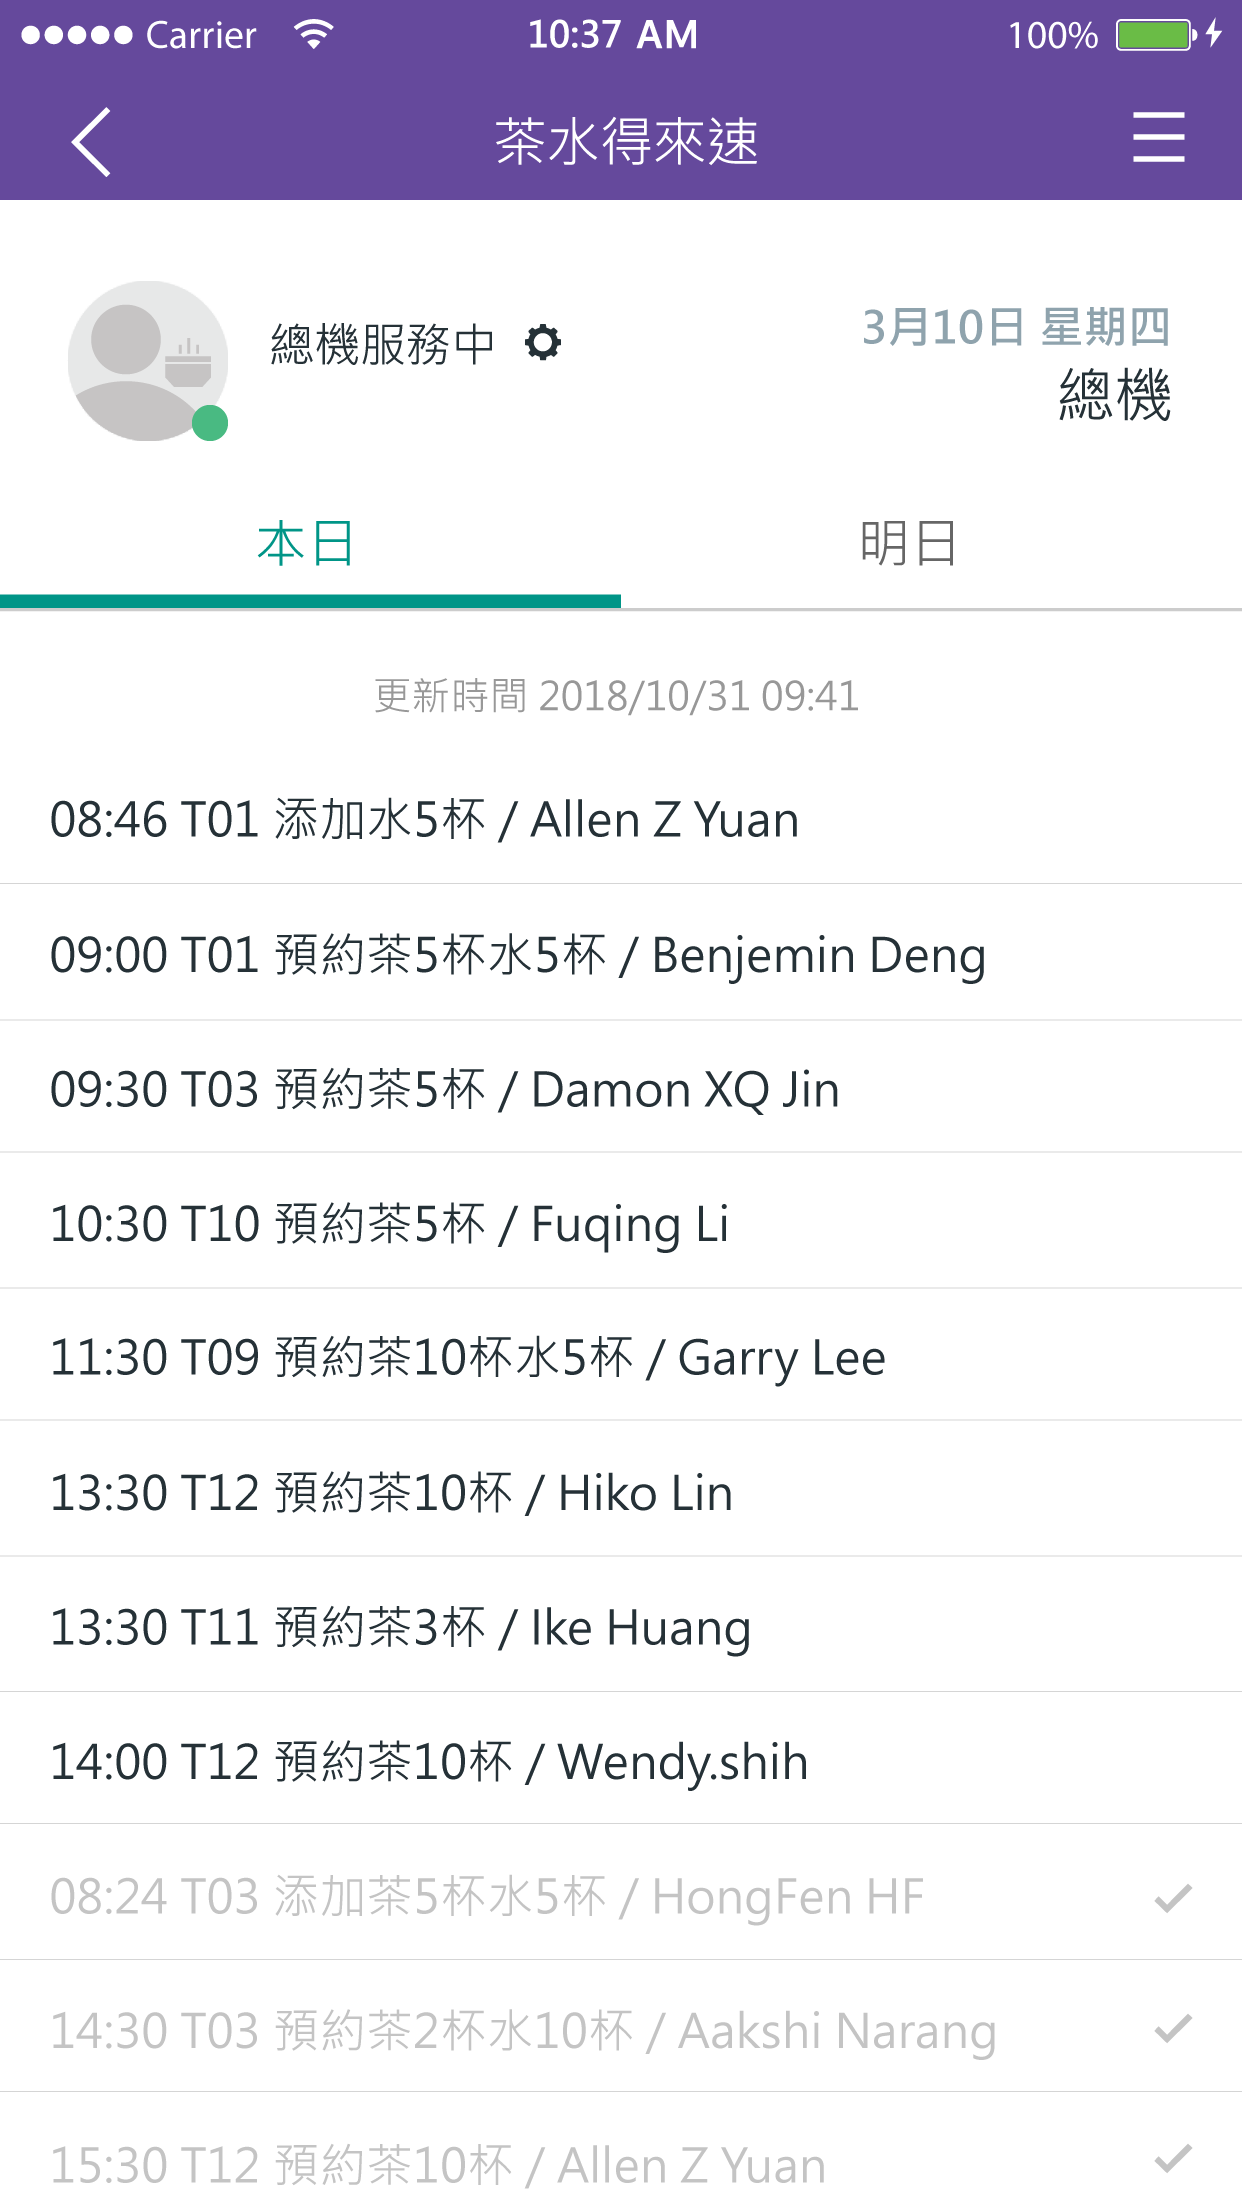 Carrier 10:37 AM 100%
茶水得來速
總機服務中
3月10日 星期四
總機
本日 明日
更新時間 2018/10/31 09:41
08:46 T01 添加水5杯 / Allen Z Yuan
09:00 T01 預約茶5杯水5杯 / Benjemin Deng
09:30 T03 預約茶5杯 / Damon XQ Jin
10:30 T10 預約茶5杯 / Fuqing Li
11:30 T09 預約茶10杯水5杯 / Garry Lee
13:30 T12 預約茶10杯 / Hiko Lin
13:30 T11 預約茶3杯 / Ike Huang
14:00 T12 預約茶10杯 / Wendy.shih
08:24 T03 添加茶5杯水5杯 / HongFen HF
14:30 T03 預約茶2杯水10杯 / Aakshi Narang
15:30 T12 預約茶10杯 / Allen Z Yuan